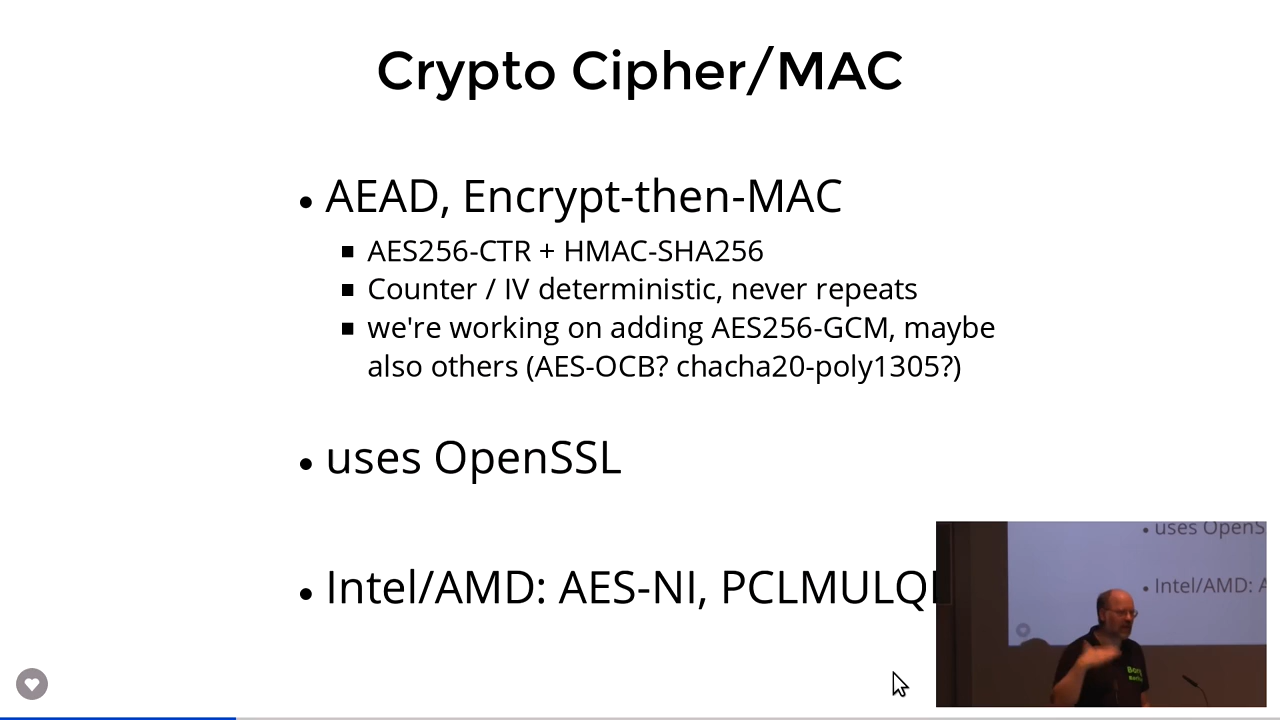 Crypto Cipher/MAC
• AEAD, Encrypt-then-MAC
▪ AES256-CTR + HMAC-SHA256
▪ Counter / IV deterministic, never repeats
▪ we're working on adding AES256-GCM, maybe
also others (AES-OCB? chacha20-poly1305?)
• uses OpenSSL
• Intel/AMD: AES-NI,
• uses OpenS
• Intel/AMD: A